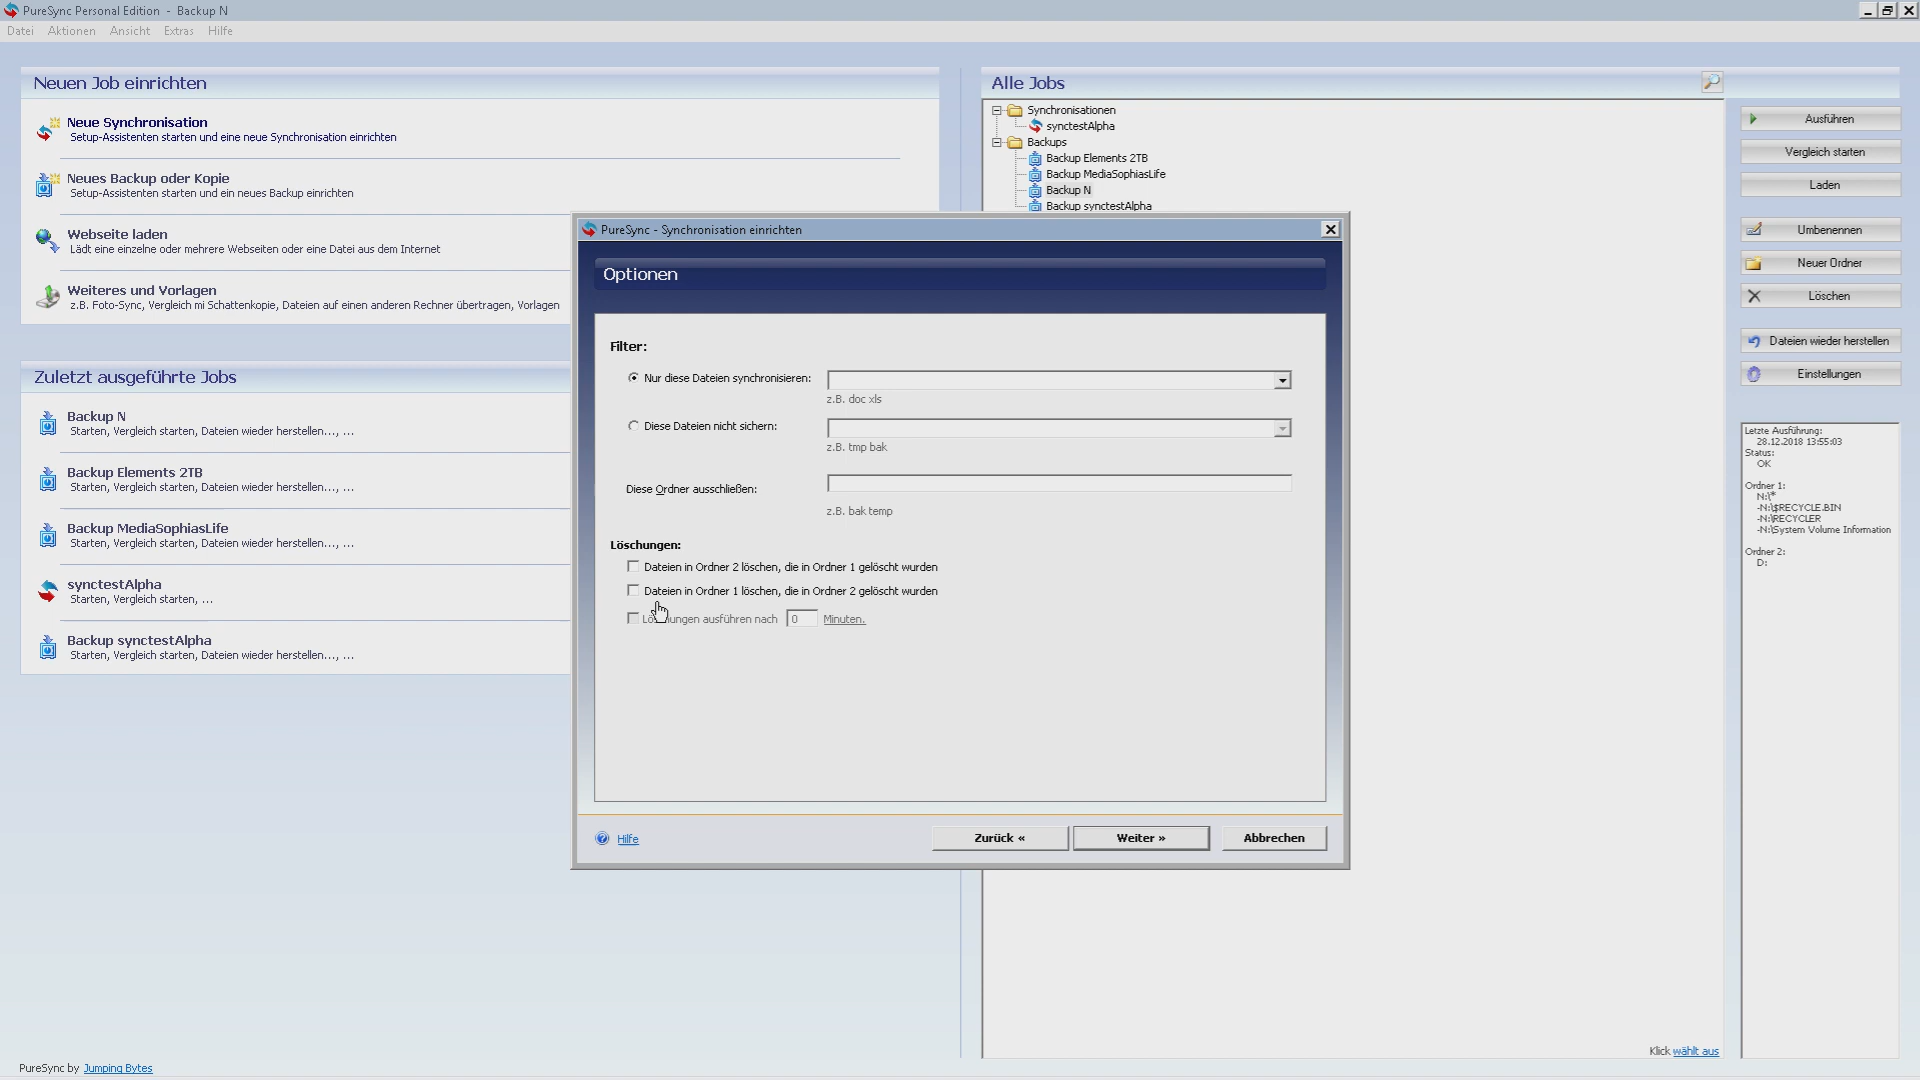 PureSync Personal Edition - Backup N
Datei Aktionen Ansicht Extras Hilfe
Neuen Job einrichten
Neue Synchronisation
Setup-Assistenten starten und eine neue Synchronisation einrichten
Neues Backup oder Kopie
Setup-Assistenten starten und ein neues Backup einrichten
Webseite laden
Lädt eine einzelne oder mehrere Webseiten oder eine Datei aus dem Internet
Weiteres und Vorlagen
z.B. Foto-Sync, Vergleich mi Schattenkopie, Dateien auf einen anderen Rechner übertragen, Vorlagen
Zuletzt ausgeführte Jobs
Backup N
Starten, Vergleich starten, Dateien wieder herstellen..., ...
Backup Elements 2TB
Starten, Vergleich starten, Dateien wieder herstellen..., ...
Backup MediaSophiasLife
Starten, Vergleich starten, Dateien wieder herstellen..., ...
synctestAlpha
Starten, Vergleich starten, ...
Backup synctestAlpha
Starten, Vergleich starten, Dateien wieder herstellen..., ...
PureSync by Jumping Bytes
Alle Jobs
Synchronisationen
synctestAlpha
Backups
Backup Elements 2TB
Backup MediaSophiasLife
Backup N
Backup synctestAlpha
Klick wählt aus
PureSync - Synchronisation einrichten
Optionen
Filter:
Nur diese Dateien synchronisieren:
z.B. doc xls
Diese Dateien nicht sichern:
z.B. tmp bak
Diese Ordner ausschließen:
z.B. bak temp
Löschungen:
Dateien in Ordner 2 löschen, die in Ordner 1 gelöscht wurden
Dateien in Ordner 1 löschen, die in Ordner 2 gelöscht wurden
Löschungen ausführen nach 0 Minuten.
Hilfe
Zurück «
Weiter »
Abbrechen
Ausführen
Vergleich starten
Laden
Umbenennen
Neuer Ordner
Löschen
Dateien wieder herstellen
Einstellungen
Letzte Ausführung:
28.12.2018 13:55:03
Status:
OK
Ordner 1:
N:\*
-N:\$RECYCLE.BIN
-N:\RECYCLER
-N:\System Volume Information
Ordner 2:
D: